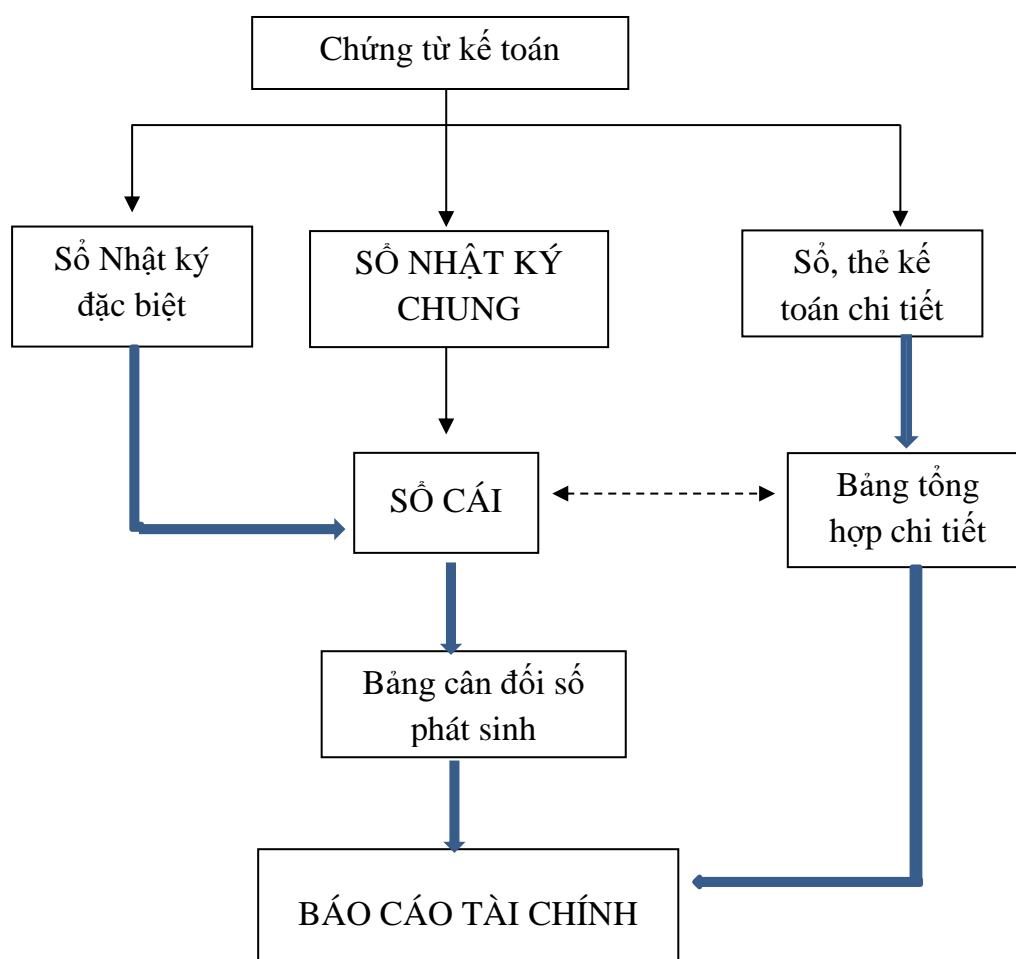 Chứng từ kế toán
Sổ Nhật ký
đặc biệt
SỔ NHẬT KÝ
CHUNG
Sổ, thẻ kế
toán chi tiết
SỔ CÁI
Bảng tổng
hợp chi tiết
Bảng cân đối số
phát sinh
BÁO CÁO TÀI CHÍNH